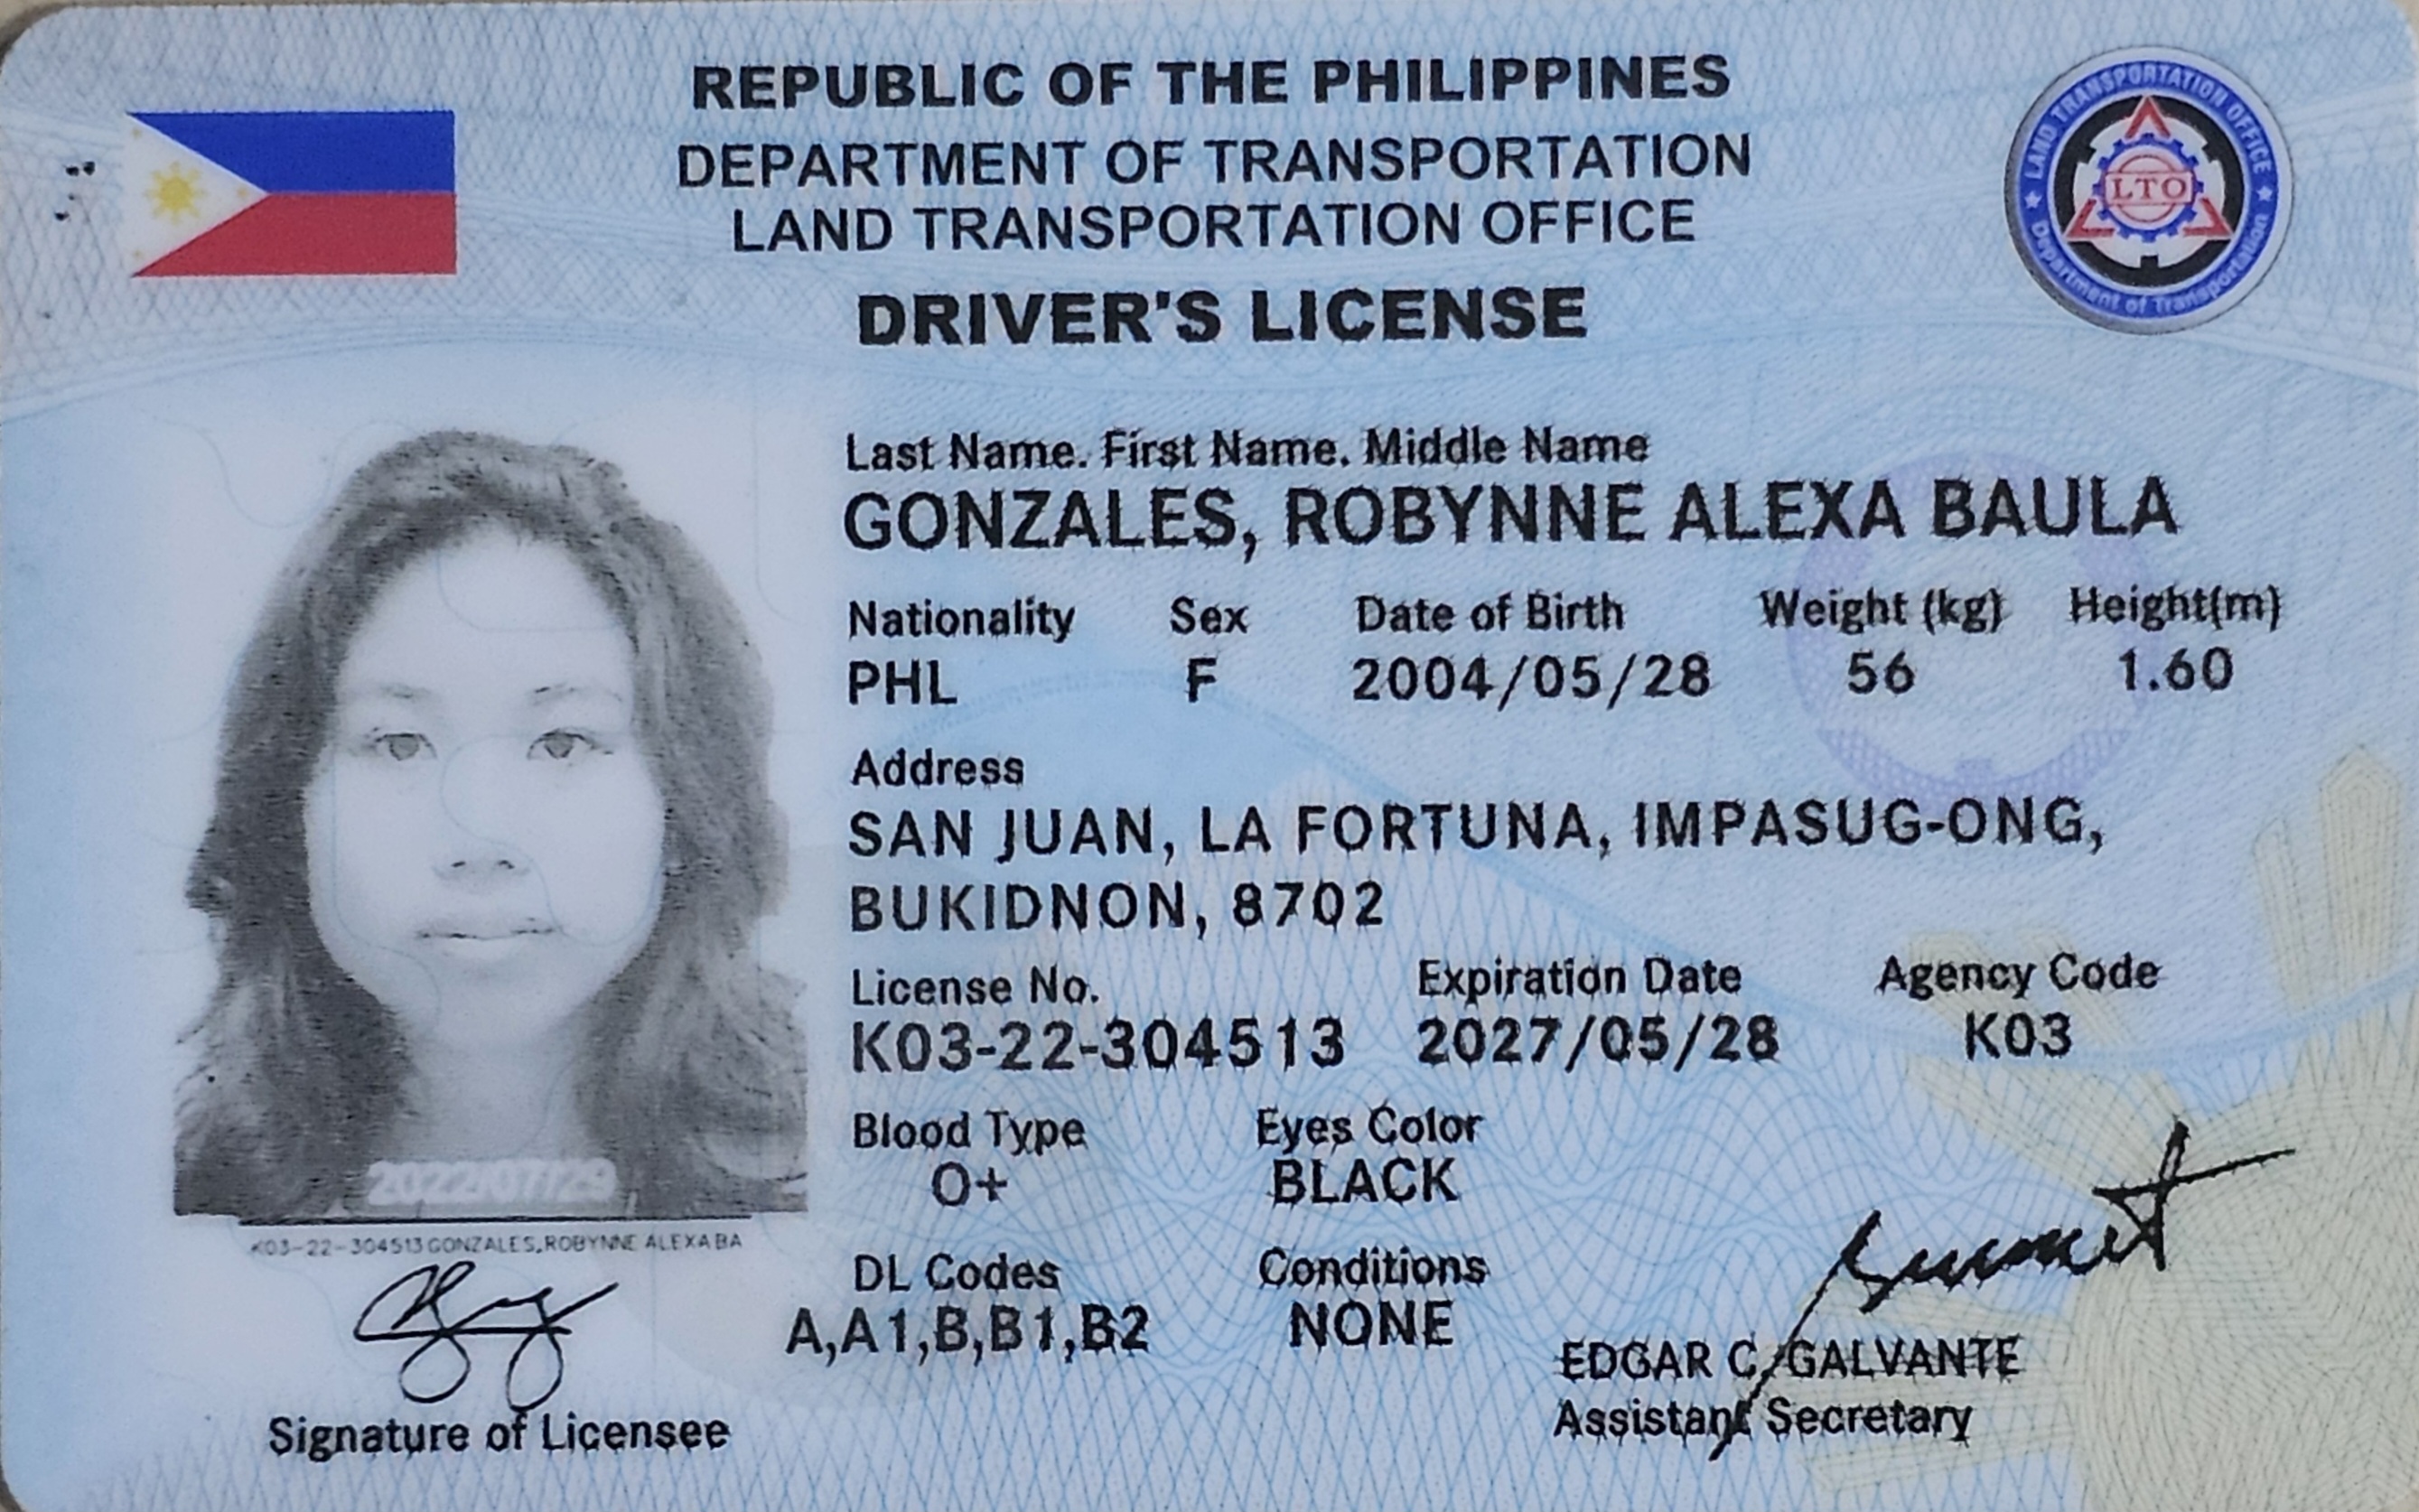 REPUBLIC OF THE PHILIPPINES
DEPARTMENT OF TRANSPORTATION
LAND TRANSPORTATION OFFICE
DRIVER'S LICENSE
LAND TRANSPORTATION OFFICE
LTO
Department of Transportation
Last Name. First Name. Middle Name
GONZALES, ROBYNNE ALEXA BAULA
Nationality Sex Date of Birth Weight (kg) Height(m)
PHL F 2004/05/28 56 1.60
Address
SAN JUAN, LA FORTUNA, IMPASUG-ONG,
BUKIDNON, 8702
License No. Expiration Date Agency Code
K03-22-304513 2027/05/28 K03
Blood Type Eyes Color
O+ BLACK
DL Codes Conditions
A,A1,B,B1,B2 NONE
2022/07/29
K03-22-304513 GONZALES,ROBYNNE ALEXA BA
Signature of Licensee
EDGAR C. GALVANTE
Assistant Secretary